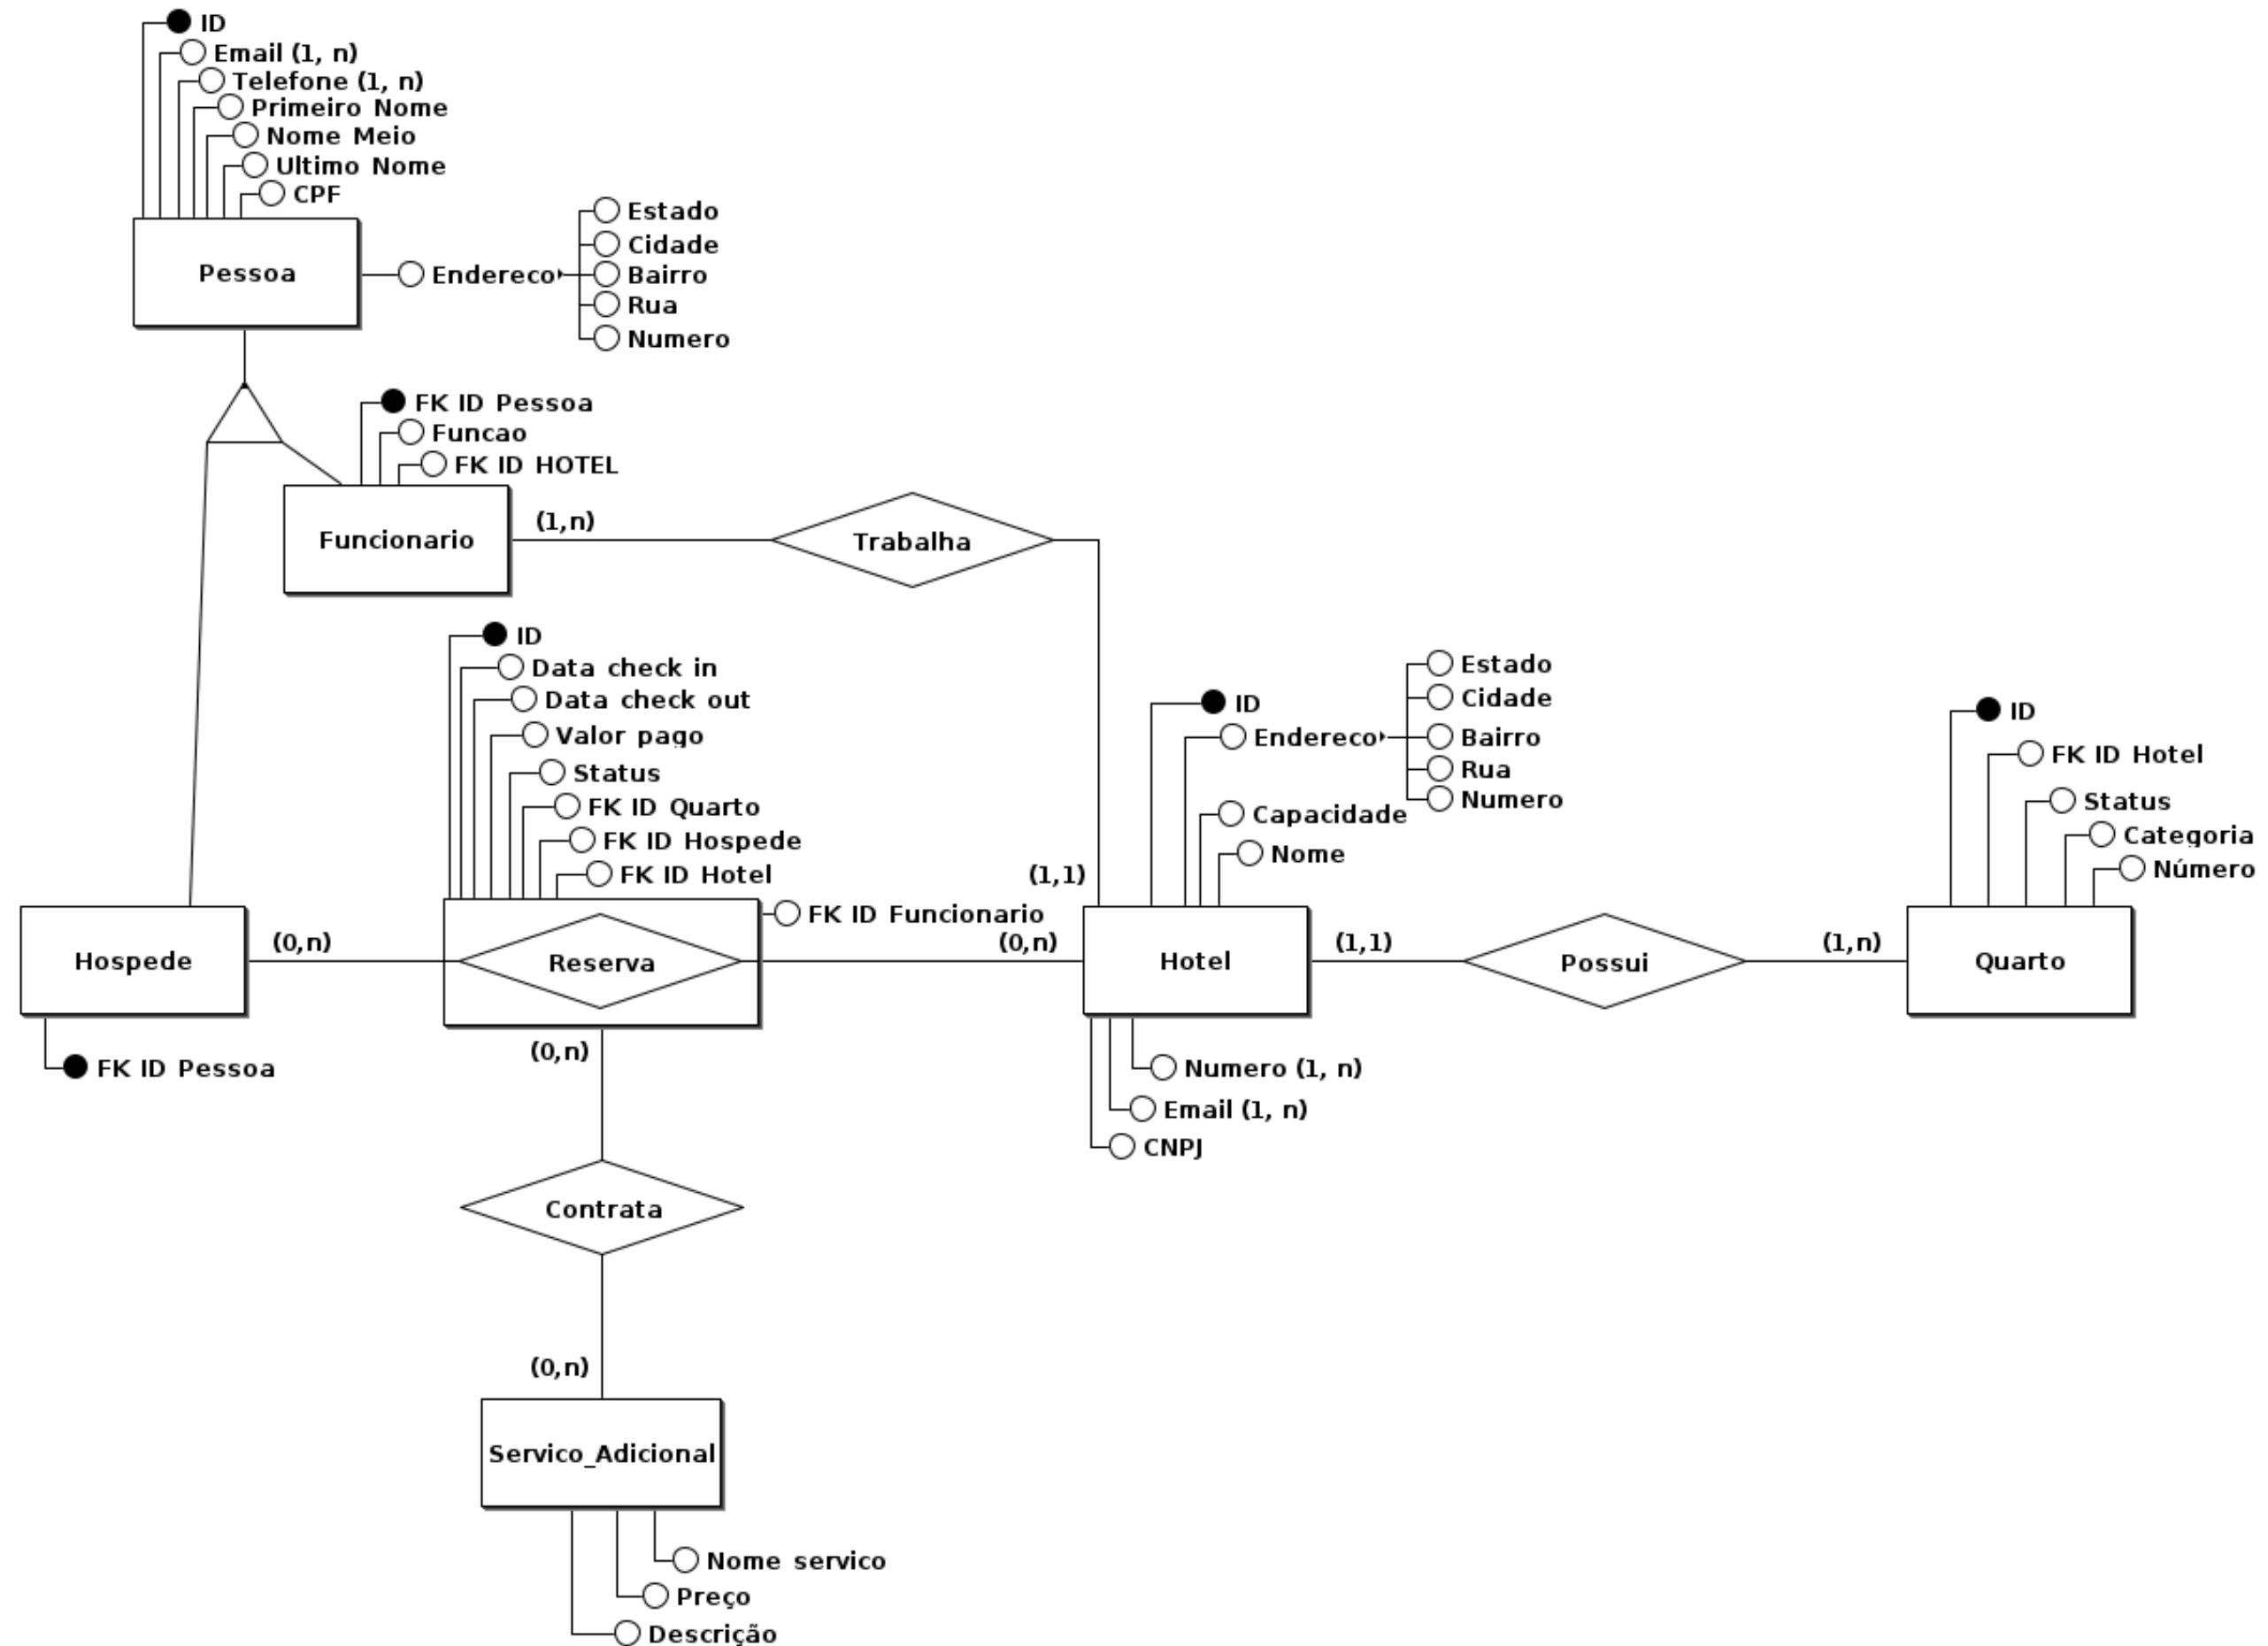 ID
Email (1, n)
Telefone (1, n)
Primeiro Nome
Nome Meio
Ultimo Nome
CPF
Pessoa
Endereco
Estado
Cidade
Bairro
Rua
Numero
FK ID Pessoa
Funcao
FK ID HOTEL
Funcionario
(1,n)
Trabalha
(1,1)
ID
Data check in
Data check out
Valor pago
Status
FK ID Quarto
FK ID Hospede
FK ID Hotel
FK ID Funcionario
Hospede
(0,n)
Reserva
(0,n)
FK ID Pessoa
ID
Endereco
Estado
Cidade
Bairro
Rua
Numero
Capacidade
Nome
Hotel
(1,1)
Possui
(1,n)
Numero (1, n)
Email (1, n)
CNPJ
ID
FK ID Hotel
Status
Categoria
Número
Quarto
(0,n)
Contrata
(0,n)
Servico_Adicional
Nome servico
Preço
Descrição